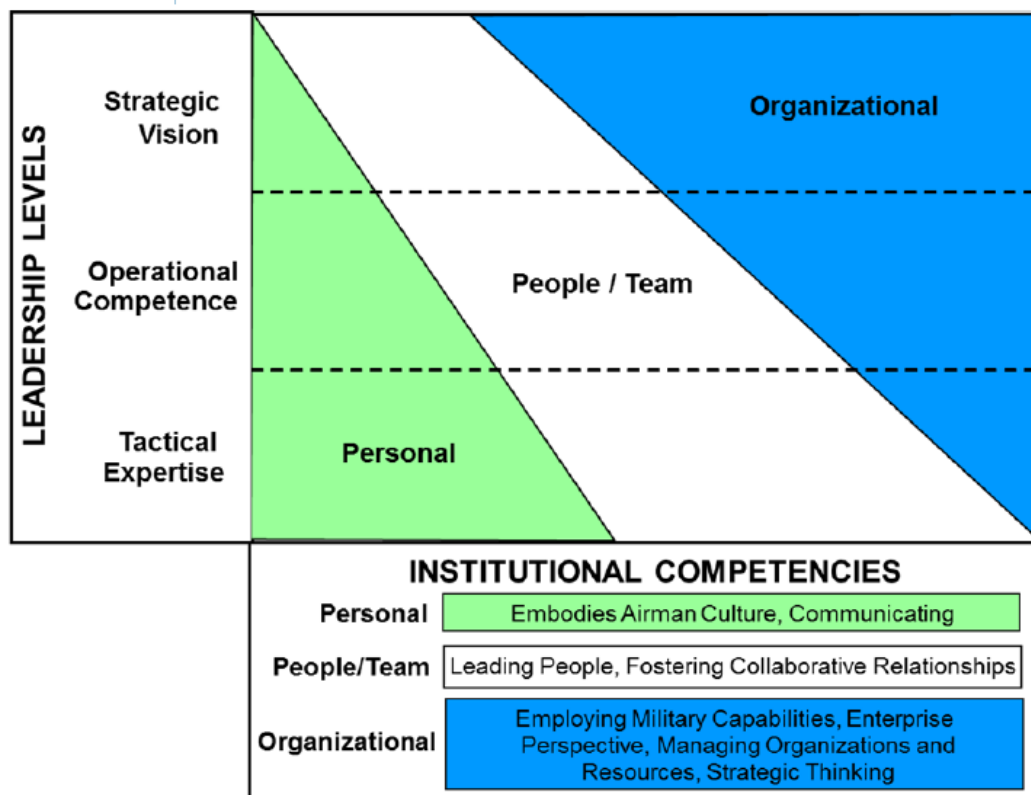 LEADERSHIP LEVELS
Strategic
Vision
Organizational
Operational
Competence
People / Team
Tactical
Expertise
Personal
INSTITUTIONAL COMPETENCIES
Personal
Embodies Airman Culture, Communicating
People/Team
Leading People, Fostering Collaborative Relationships
Organizational
Employing Military Capabilities, Enterprise
Perspective, Managing Organizations and
Resources, Strategic Thinking